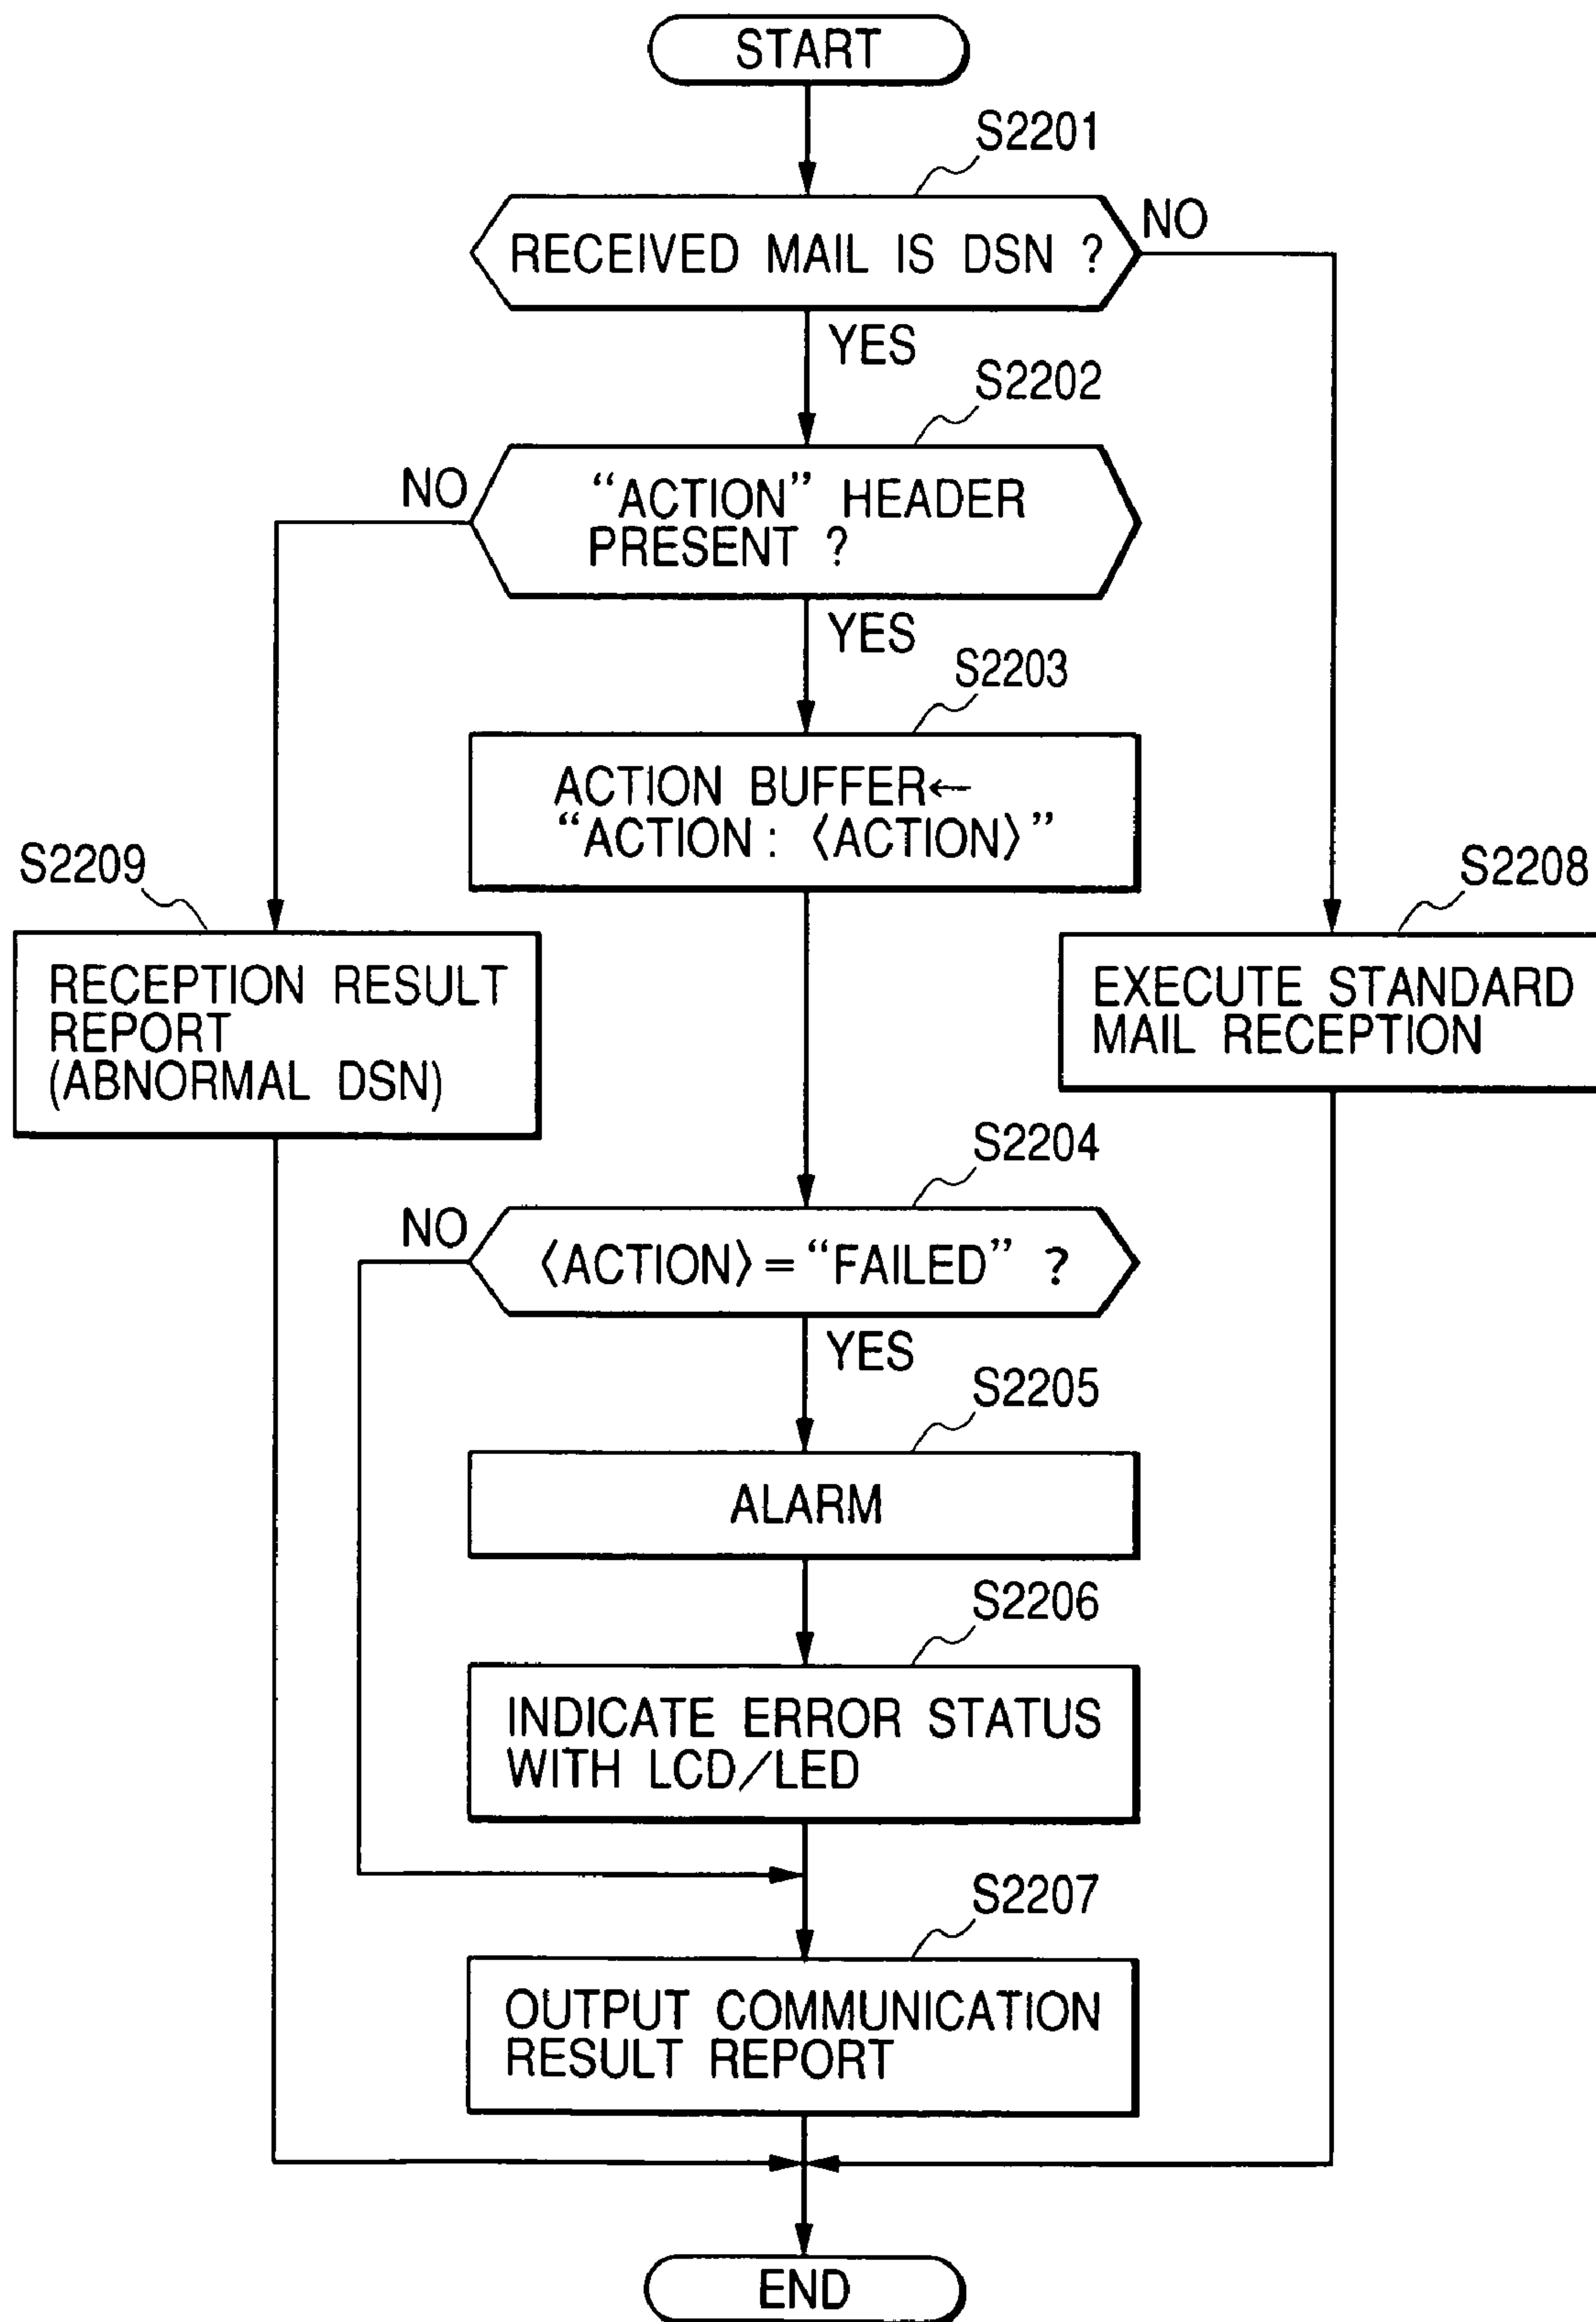 START
S2201
RECEIVED MAIL IS DSN ?
NO
YES
S2202
NO
“ACTION” HEADER
PRESENT ?
YES
S2203
ACTION BUFFER←
“ACTION : 〈ACTION〉”
S2209
RECEPTION RESULT
REPORT
(ABNORMAL DSN)
S2208
EXECUTE STANDARD
MAIL RECEPTION
S2204
NO
〈ACTION〉=“FAILED” ?
YES
S2205
ALARM
S2206
INDICATE ERROR STATUS
WITH LCD/LED
S2207
OUTPUT COMMUNICATION
RESULT REPORT
END